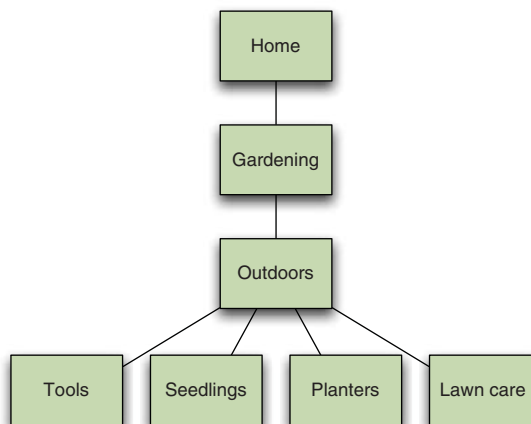 Home
Gardening
Outdoors
Tools
Seedlings
Planters
Lawn care